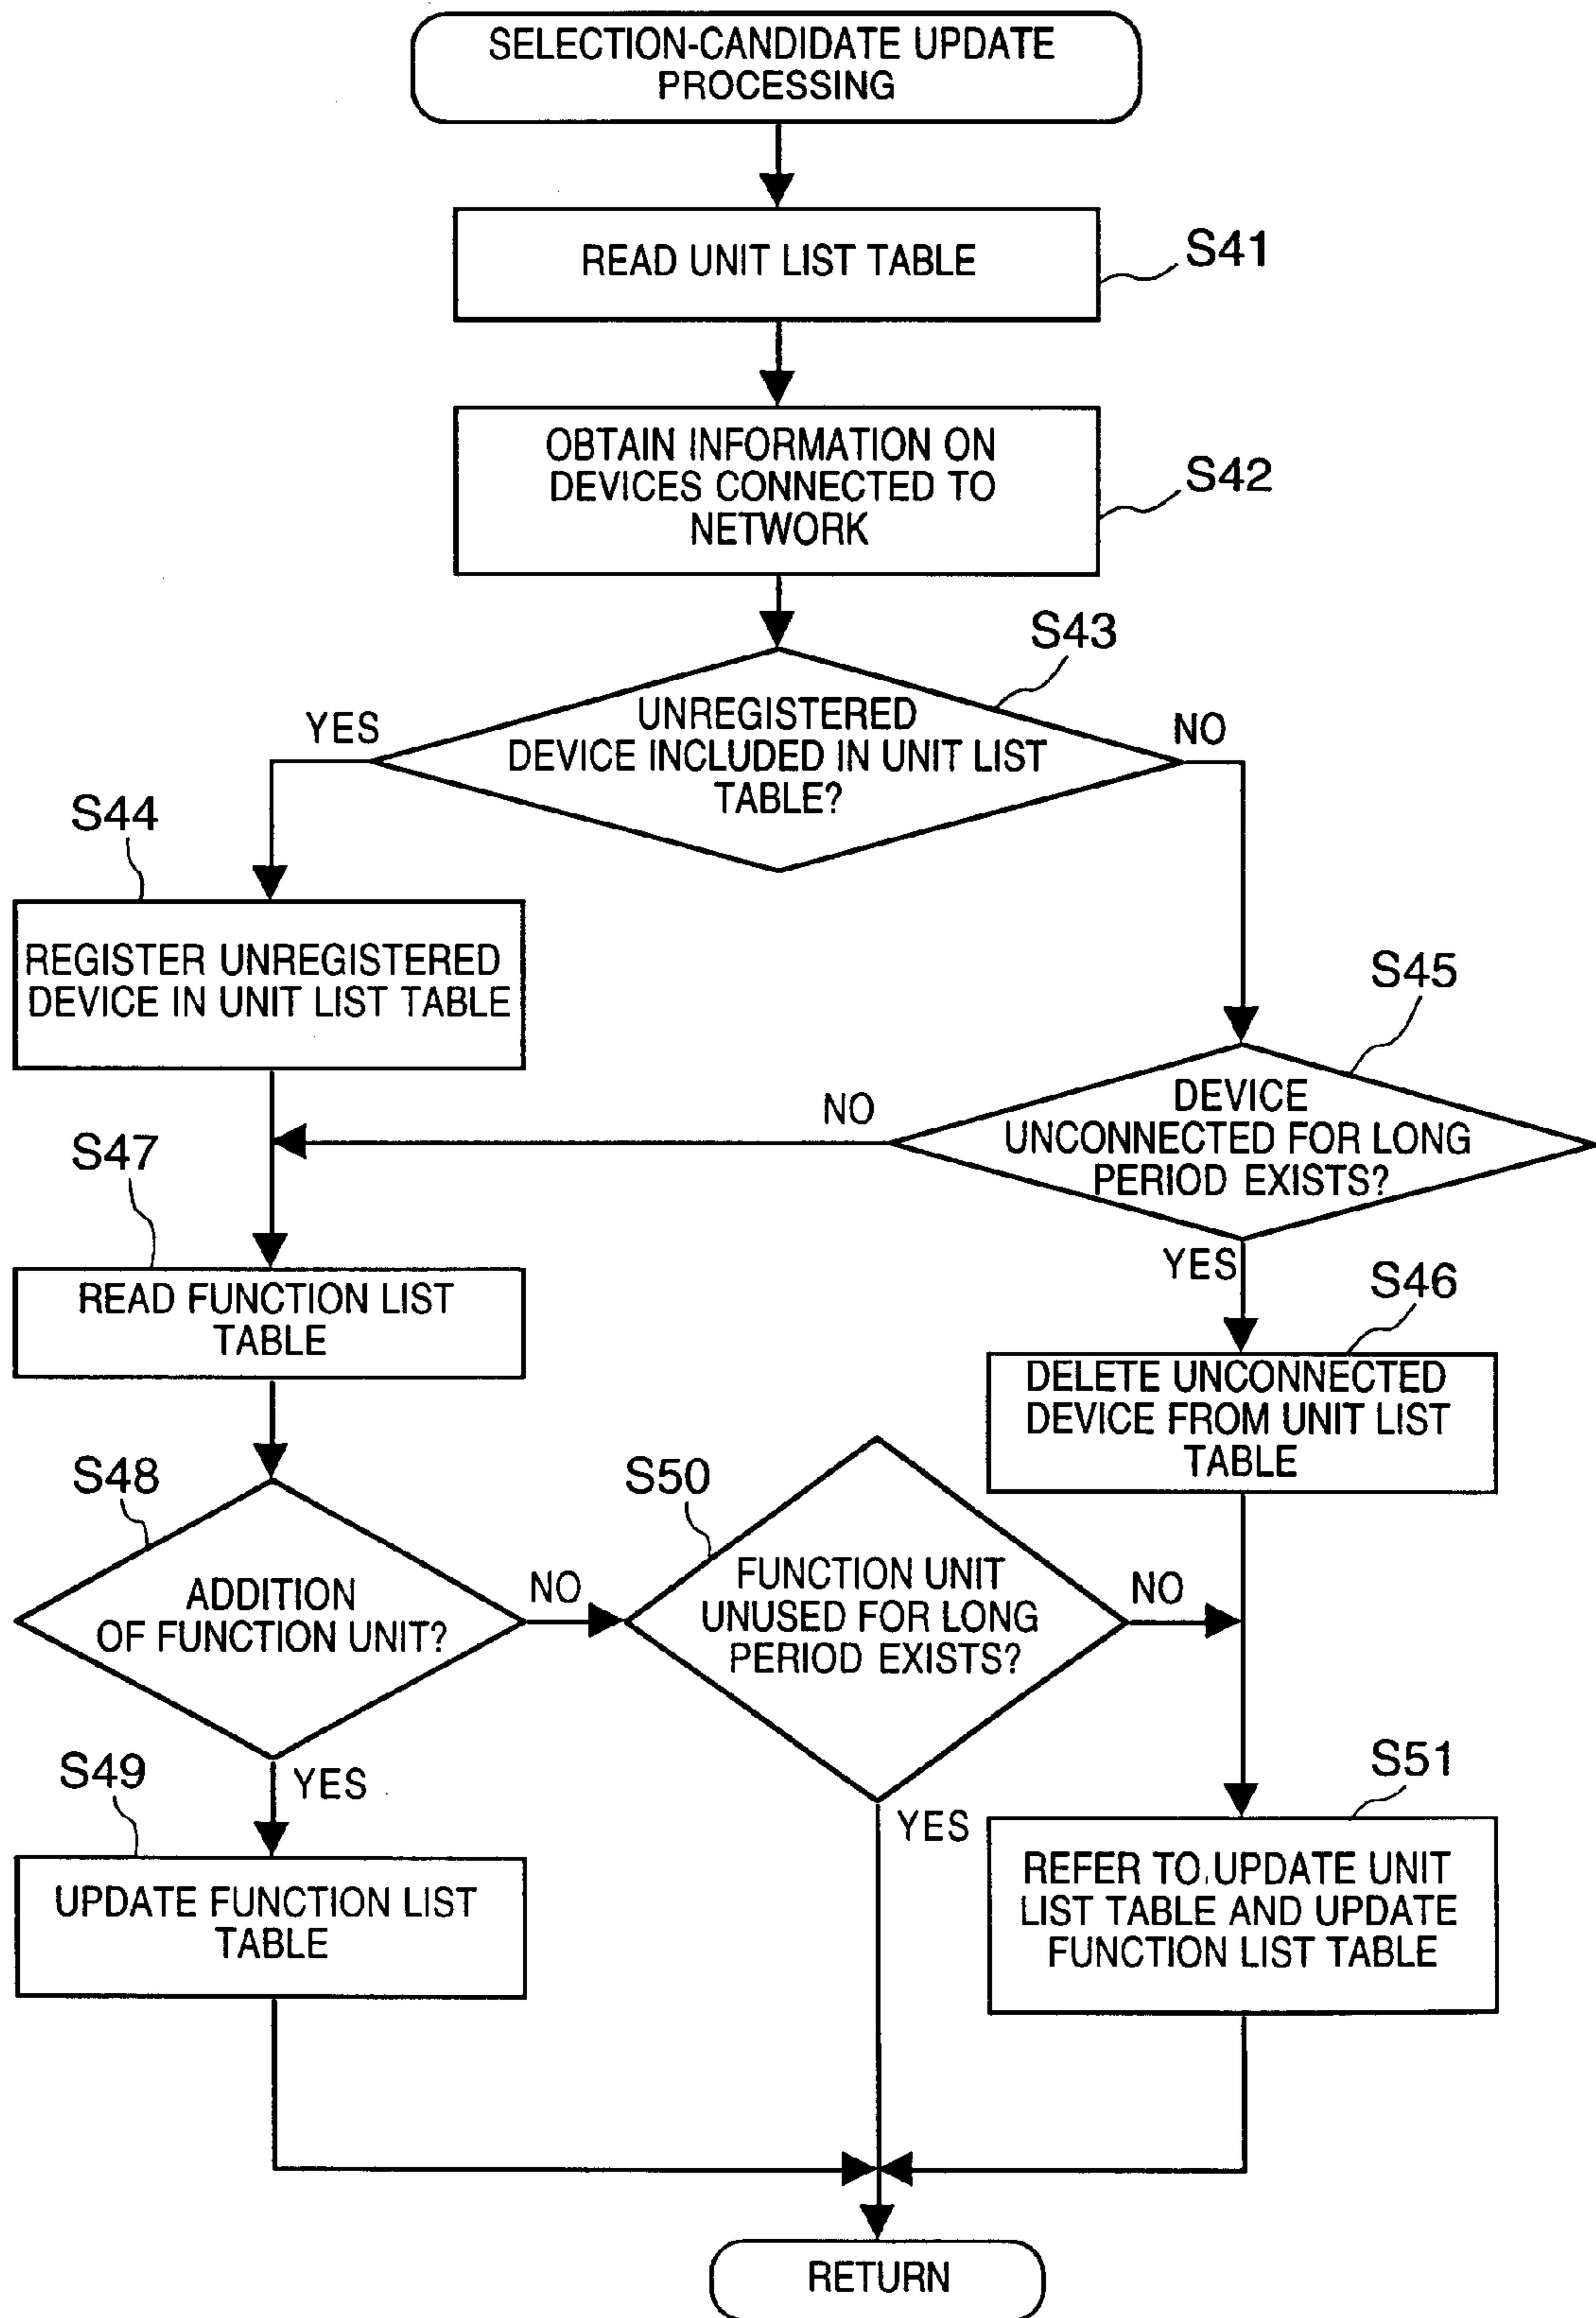 SELECTION-CANDIDATE UPDATE
PROCESSING
READ UNIT LIST TABLE
S41
OBTAIN INFORMATION ON
DEVICES CONNECTED TO
NETWORK
S42
S43
UNREGISTERED
DEVICE INCLUDED IN UNIT LIST
TABLE?
YES
NO
S44
REGISTER UNREGISTERED
DEVICE IN UNIT LIST TABLE
S45
DEVICE
UNCONNECTED FOR LONG
PERIOD EXISTS?
NO
YES
S47
READ FUNCTION LIST
TABLE
S46
DELETE UNCONNECTED
DEVICE FROM UNIT LIST
TABLE
S48
ADDITION
OF FUNCTION UNIT?
NO
YES
S50
FUNCTION UNIT
UNUSED FOR LONG
PERIOD EXISTS?
NO
YES
S49
UPDATE FUNCTION LIST
TABLE
S51
REFER TO UPDATE UNIT
LIST TABLE AND UPDATE
FUNCTION LIST TABLE
RETURN